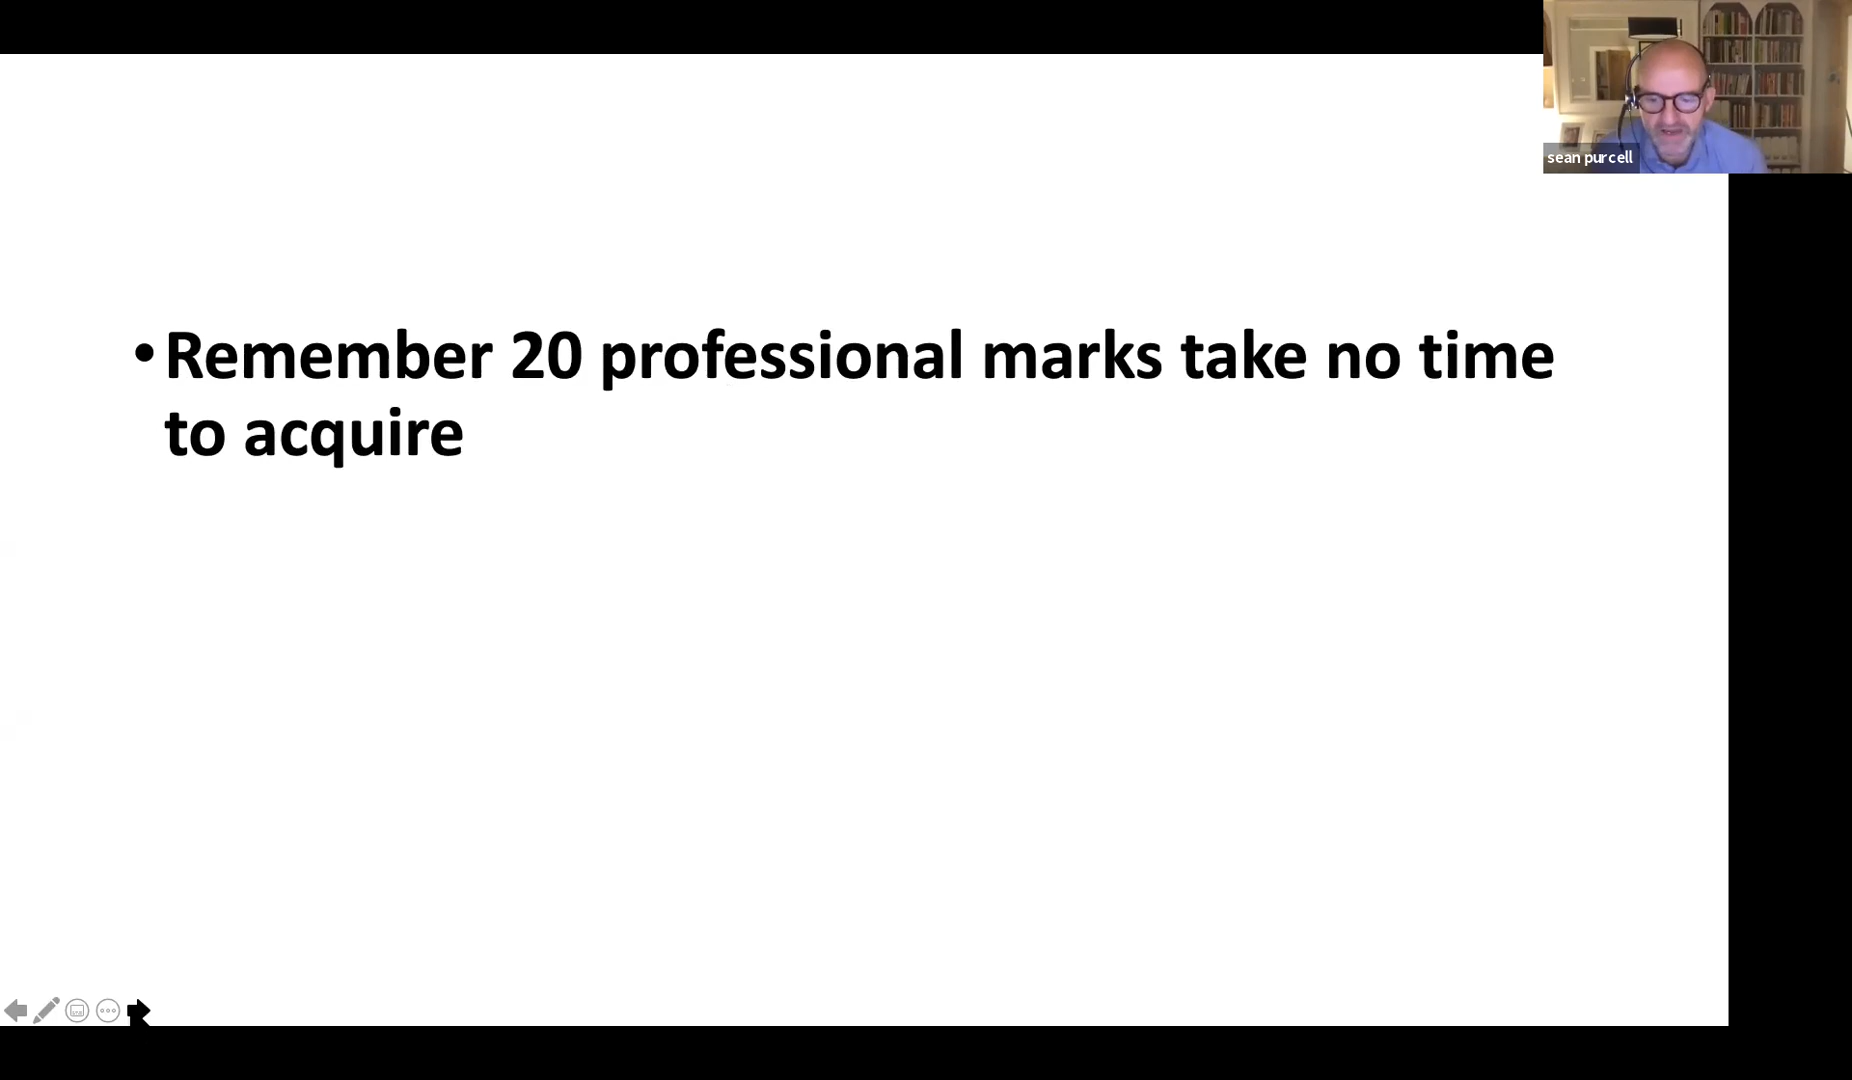 sean purcell
• Remember 20 professional marks take no time
to acquire